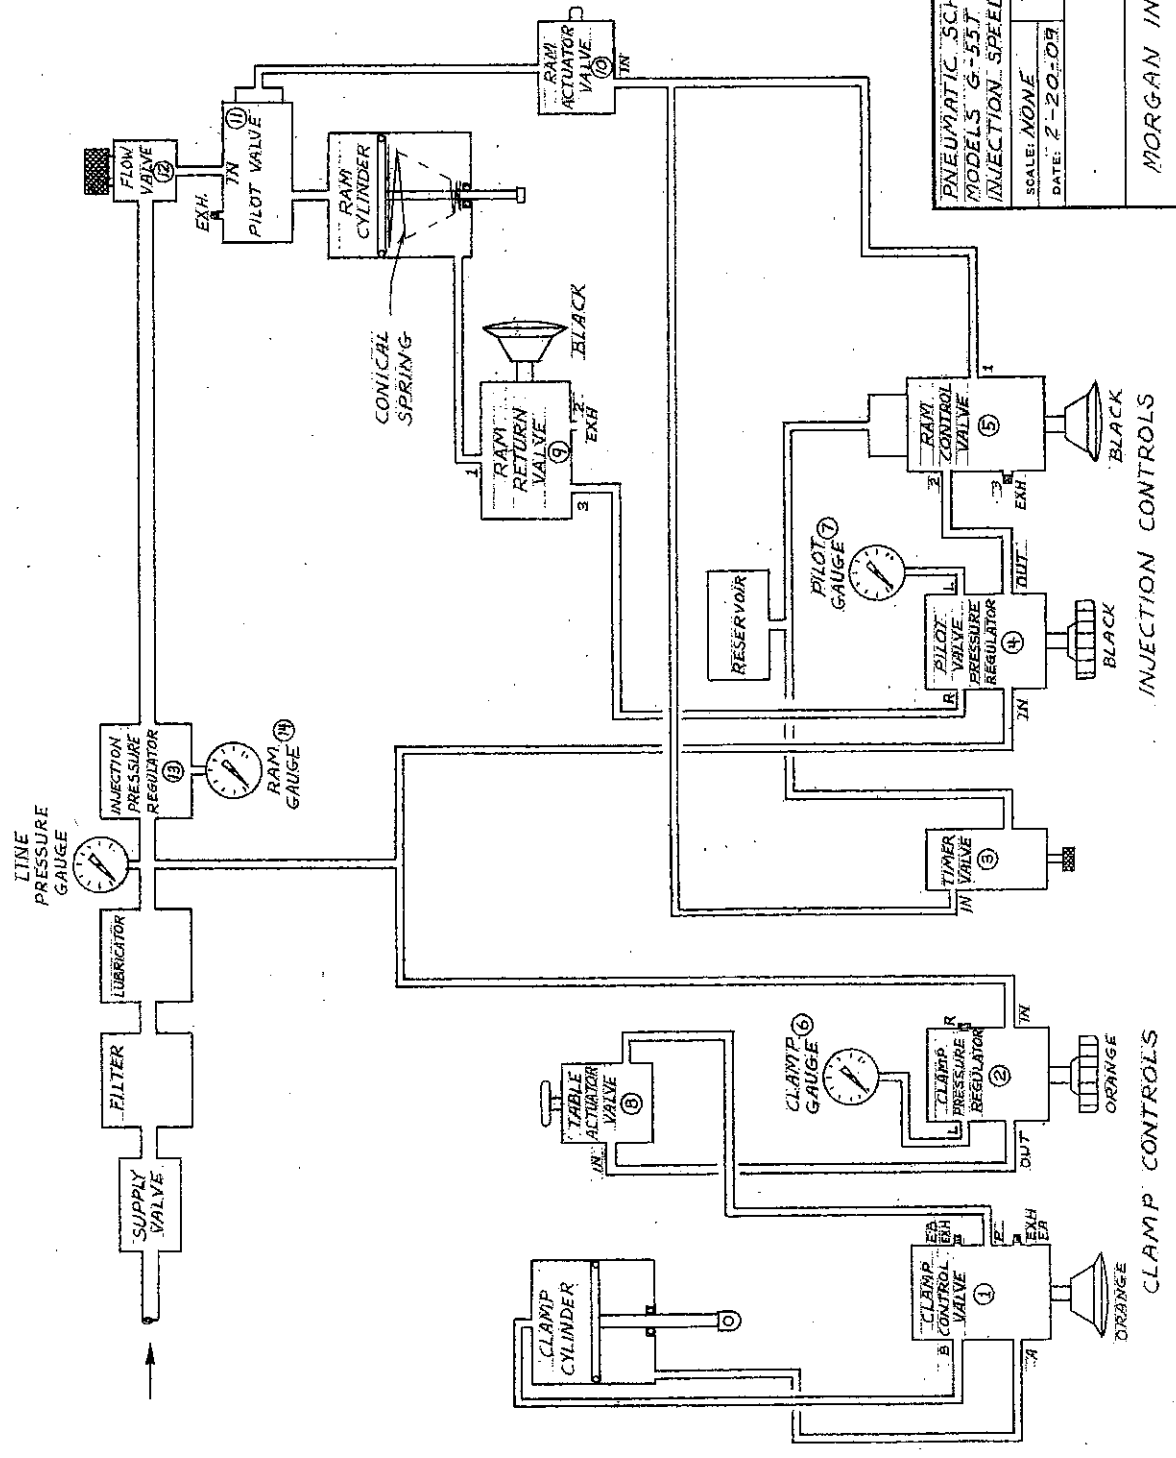 LINE
PRESSURE
GAUGE
SUPPLY
VALVE
FILTER
LUBRICATOR
INJECTION
PRESSURE
REGULATOR
13
RAM 14
GAUGE
FLOW
VALVE
12
EXH.
IN
11
PILOT VALVE
RAM
CYLINDER
CONICAL
SPRING
RAM
ACTUATOR
VALVE
10
IN
1
RAM
RETURN
VALVE
9
2
EXH
3
BLACK
CLAMP
CYLINDER
TABLE
ACTUATOR
VALVE
8
IN
RESERVOIR
CLAMP 6
GAUGE
PILOT 7
GAUGE
B
CLAMP
CONTROL
VALVE
1
EA
EXH
P
EXH
EA
A
ORANGE
L
R
CLAMP
PRESSURE
REGULATOR
2
OUT
IN
ORANGE
IN
TIMER
VALVE
3
R
L
PILOT
VALVE
PRESSURE
REGULATOR
4
IN
OUT
BLACK
2
RAM
CONTROL
VALVE
5
1
3
EXH
BLACK
CLAMP CONTROLS
INJECTION CONTROLS
PNEUMATIC SCH
MODELS G-55T
INJECTION SPEED
SCALE: NONE
DATE: 2-20-09
MORGAN IN